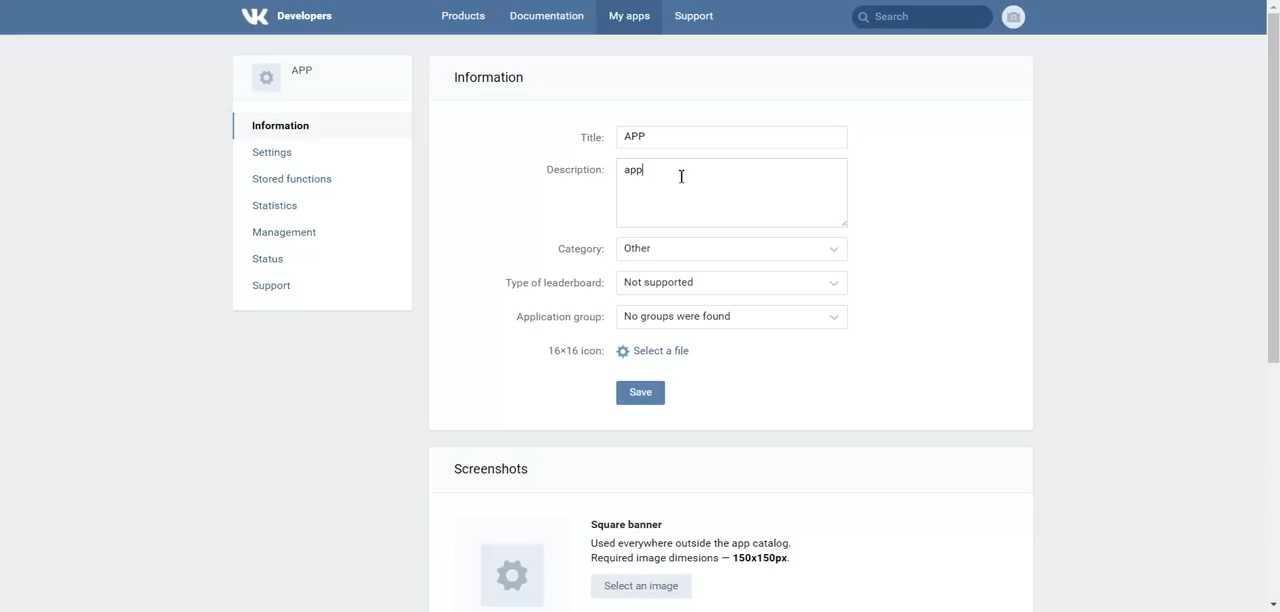 Developers Products Documentation My apps Support Search
APP
Information
Settings
Stored functions
Statistics
Management
Status
Support
Information
Title: APP
Description: app
Category: Other
Type of leaderboard: Not supported
Application group: No groups were found
16×16 icon: Select a file
Save
Screenshots
Square banner
Used everywhere outside the app catalog.
Required image dimesions — 150x150px.
Select an image